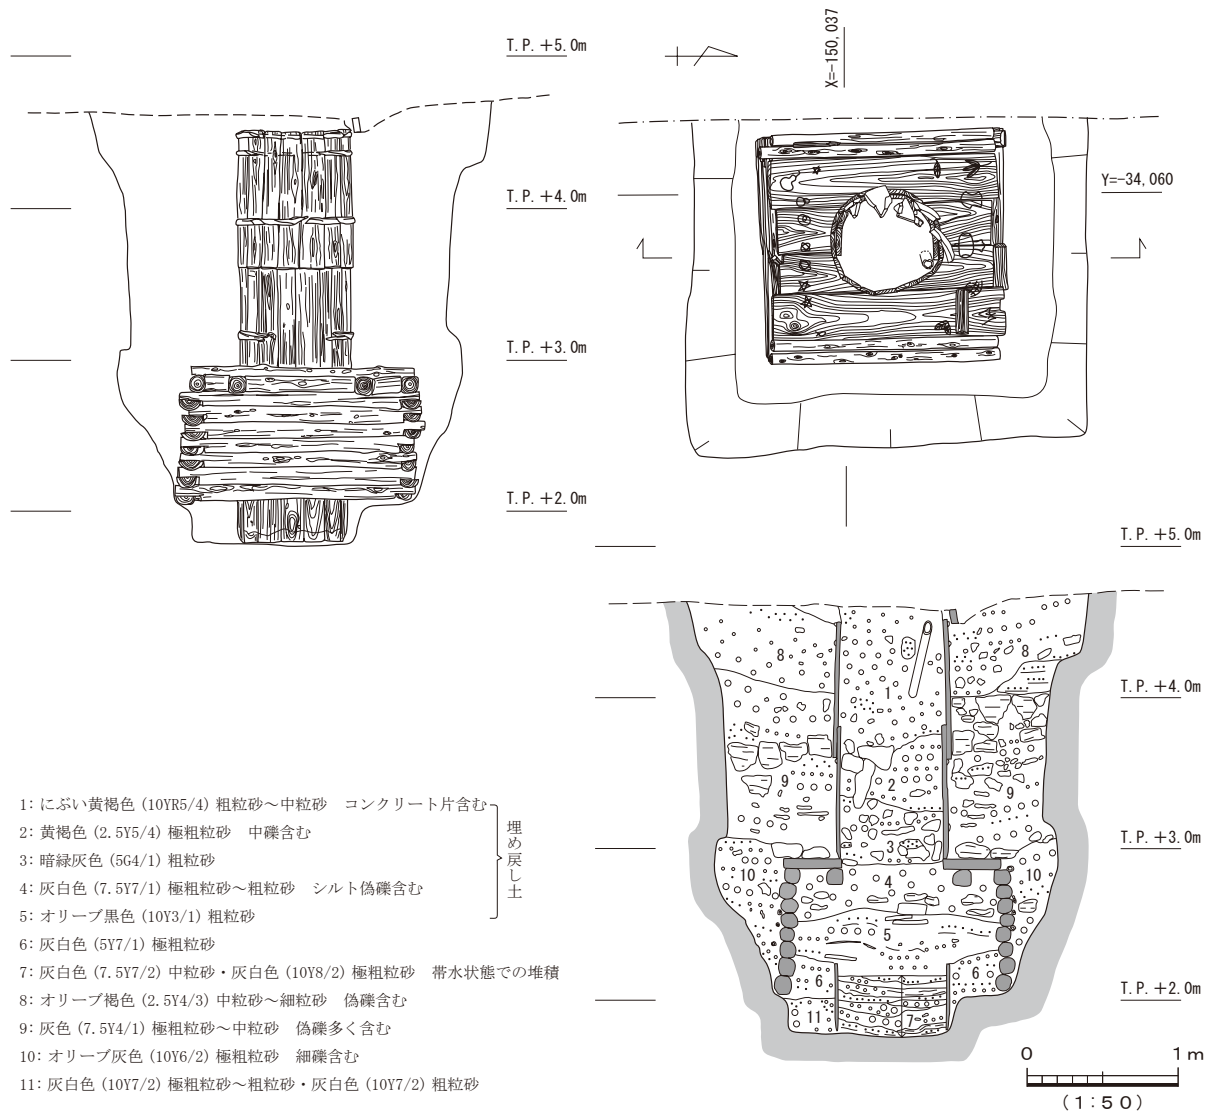 T.P.+5.0m
T.P.+4.0m
T.P.+3.0m
T.P.+2.0m
X=-150,037
Y=-34,060
T.P.+5.0m
T.P.+4.0m
T.P.+3.0m
T.P.+2.0m
8
8
1
9
2
9
3
10
4
10
5
6
6
11
7
1：にぶい黄褐色（10YR5/4）粗粒砂～中粒砂　コンクリート片含む
2：黄褐色（2.5Y5/4）極粗粒砂　中礫含む
3：暗緑灰色（5G4/1）粗粒砂
4：灰白色（7.5Y7/1）極粗粒砂～粗粒砂　シルト偽礫含む
5：オリーブ黒色（10Y3/1）粗粒砂
埋め戻し土
6：灰白色（5Y7/1）極粗粒砂
7：灰白色（7.5Y7/2）中粒砂・灰白色（10Y8/2）極粗粒砂　帯水状態での堆積
8：オリーブ褐色（2.5Y4/3）中粒砂～細粒砂　偽礫含む
9：灰色（7.5Y4/1）極粗粒砂～中粒砂　偽礫多く含む
10：オリーブ灰色（10Y6/2）極粗粒砂　細礫含む
11：灰白色（10Y7/2）極粗粒砂～粗粒砂・灰白色（10Y7/2）粗粒砂
0 1m
（1：50）